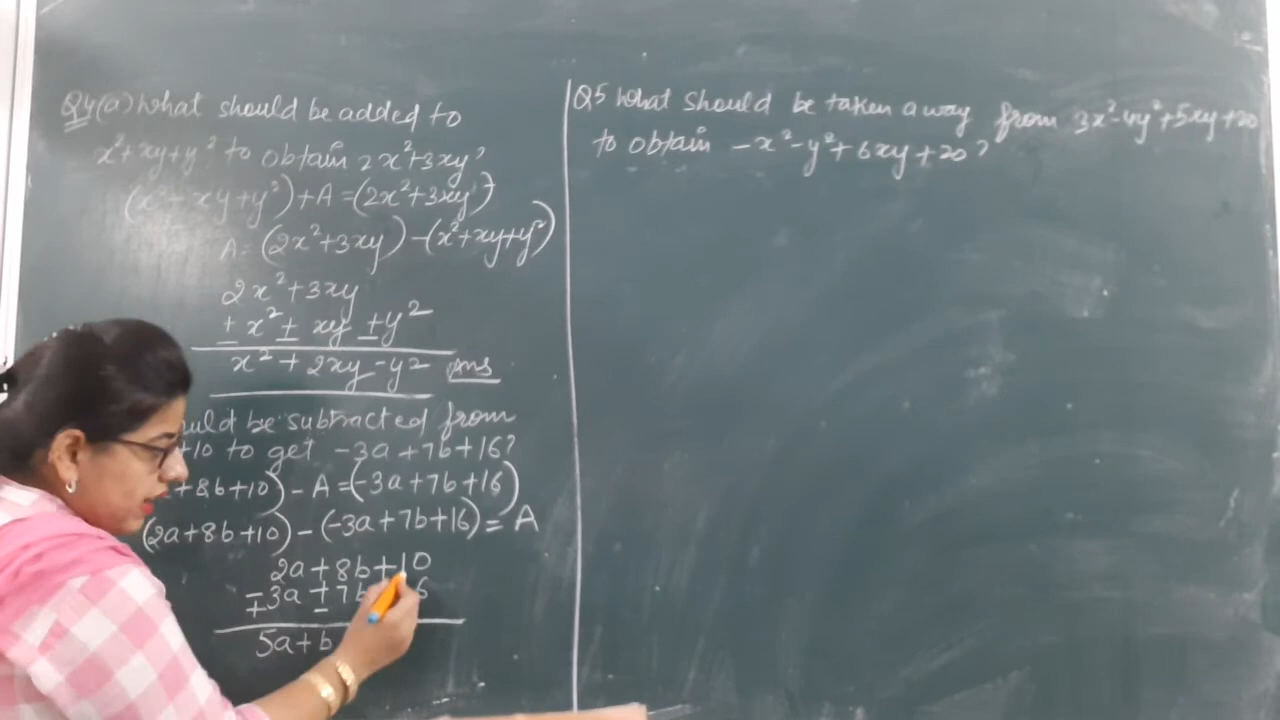 Q4(a) What should be added to
x²+xy+y² to obtain 2x²+3xy?
(x²+xy+y²)+A=(2x²+3xy)
A=(2x²+3xy)-(x²+xy+y²)
2x²+3xy
± x² ± xy ± y²
x²+2xy-y² Ans
be subtracted from
+10 to get -3a+7b+16?
+8b+10)-A=(-3a+7b+16)
(2a+8b+10)-(-3a+7b+16)=A
2a+8b+10
∓3a ± 7b 6
5a+b
Q5 What should be taken away from 3x²-4y²+5xy+20
to obtain -x²-y²+6xy+20?